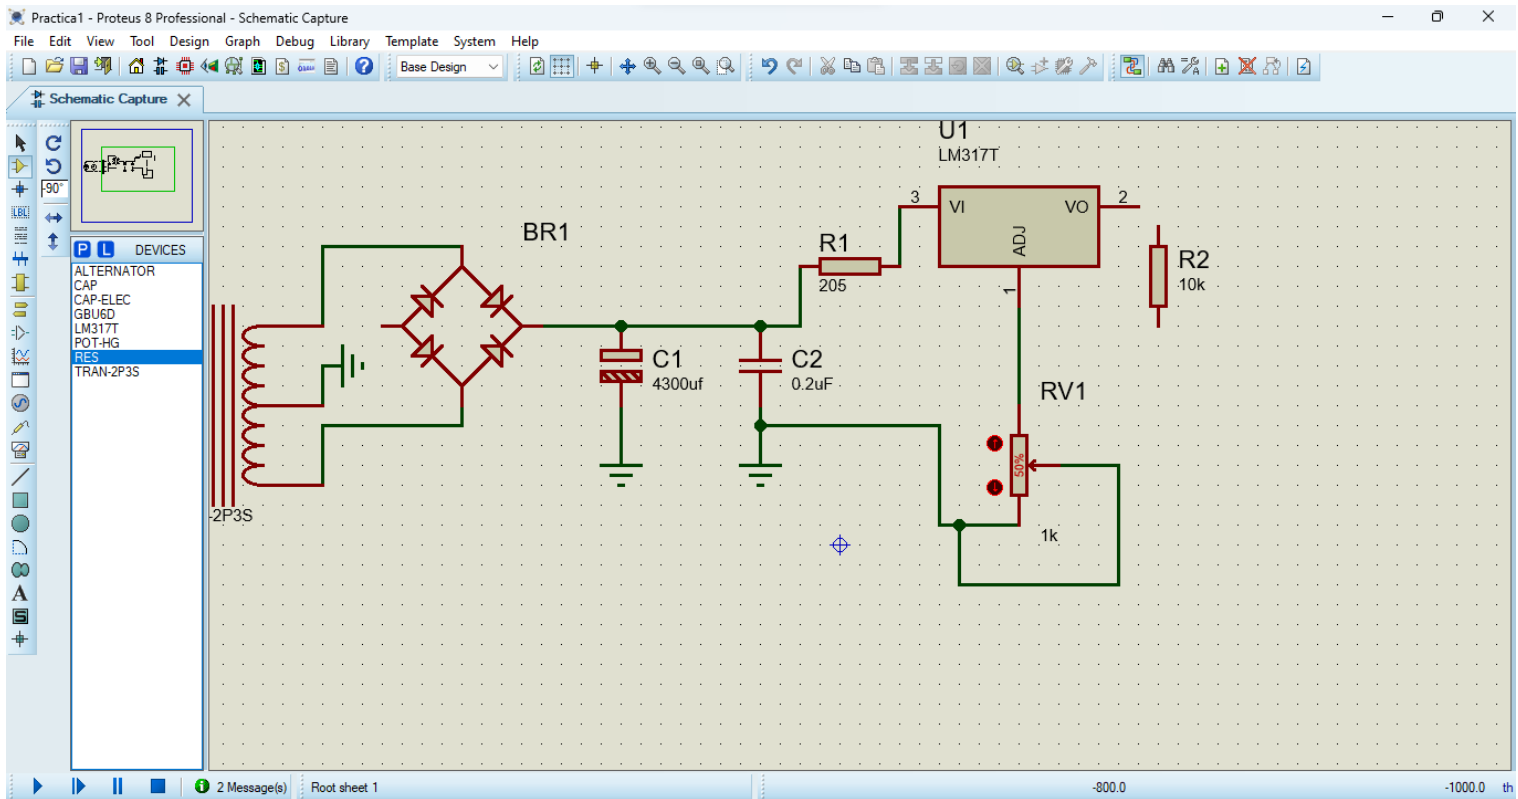 Practica1 - Proteus 8 Professional - Schematic Capture
File Edit View Tool Design Graph Debug Library Template System Help
Base Design
Schematic Capture
-90°
LBL
P L DEVICES
ALTERNATOR
CAP
CAP-ELEC
GBU6D
LM317T
POT-HG
RES
TRAN-2P3S
A
S
U1
LM317T
3 VI VO 2
ADJ
1
BR1
R1
205
R2
10k
C1
4300uf
C2
0.2uF
RV1
50%
1k
-2P3S
2 Message(s) Root sheet 1 -800.0 -1000.0 th